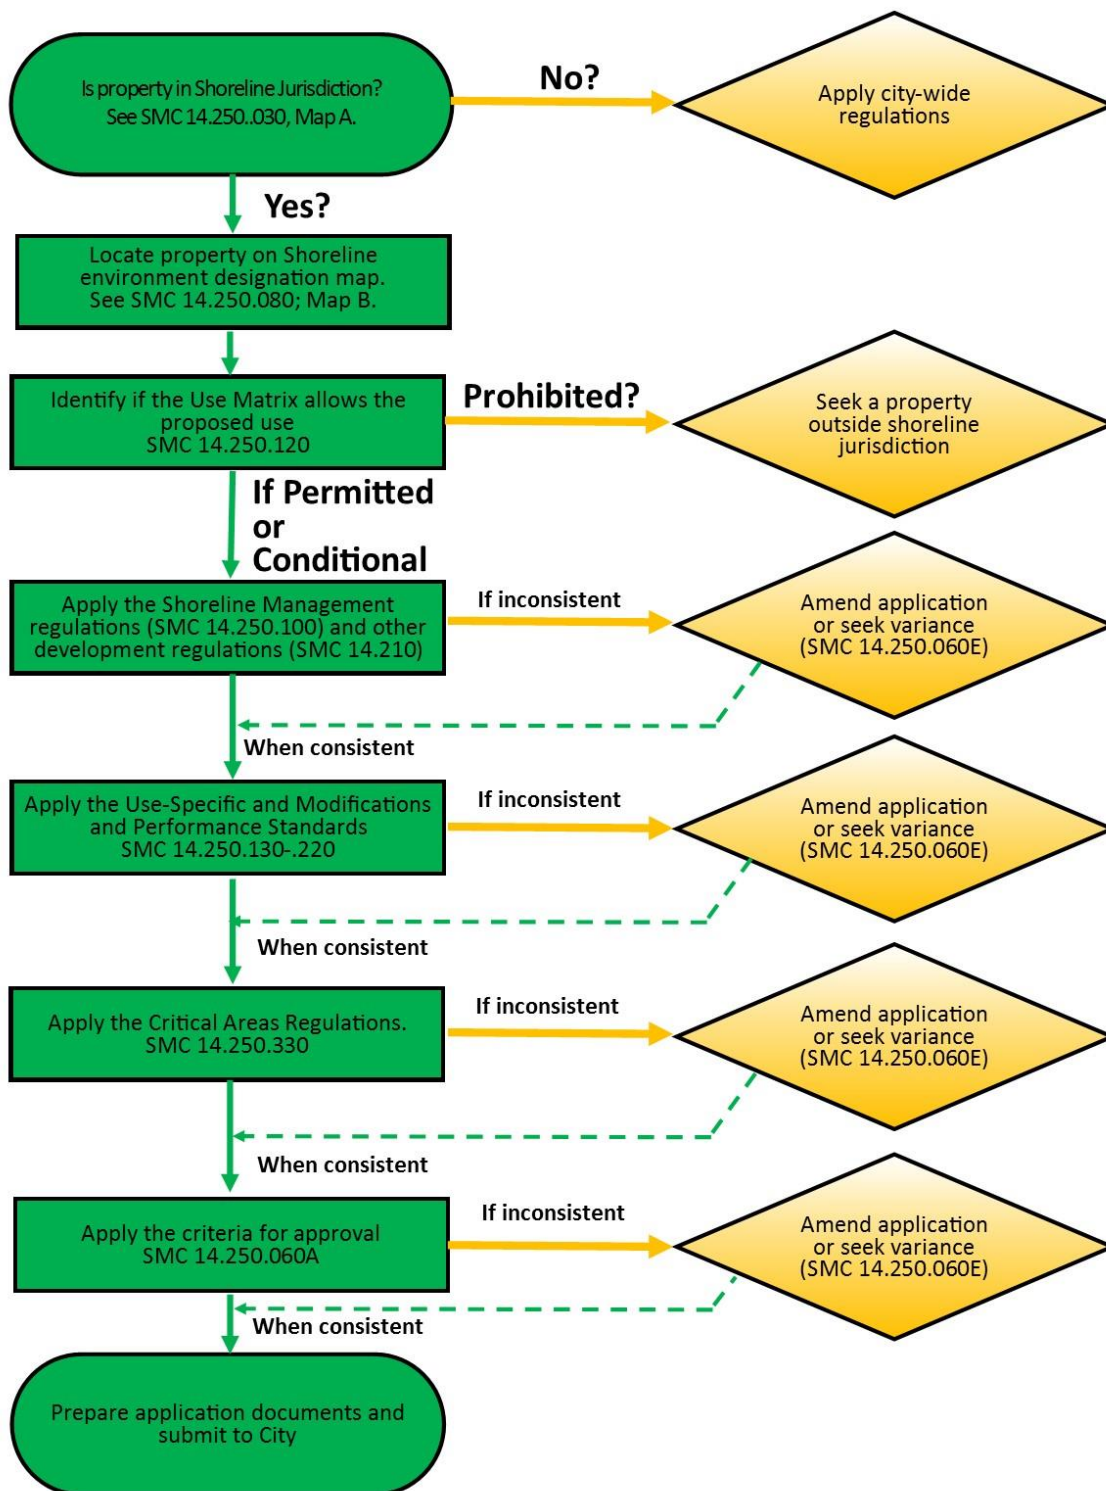 Is property in Shoreline Jurisdiction?
See SMC 14.250..030, Map A.
No?
Apply city-wide
regulations
Yes?
Locate property on Shoreline
environment designation map.
See SMC 14.250.080; Map B.
Identify if the Use Matrix allows the
proposed use
SMC 14.250.120
Prohibited?
Seek a property
outside shoreline
jurisdiction
If Permitted
or
Conditional
Apply the Shoreline Management
regulations (SMC 14.250.100) and other
development regulations (SMC 14.210)
If inconsistent
Amend application
or seek variance
(SMC 14.250.060E)
When consistent
Apply the Use-Specific and Modifications
and Performance Standards
SMC 14.250.130-.220
If inconsistent
Amend application
or seek variance
(SMC 14.250.060E)
When consistent
Apply the Critical Areas Regulations.
SMC 14.250.330
If inconsistent
Amend application
or seek variance
(SMC 14.250.060E)
When consistent
Apply the criteria for approval
SMC 14.250.060A
If inconsistent
Amend application
or seek variance
(SMC 14.250.060E)
When consistent
Prepare application documents and
submit to City